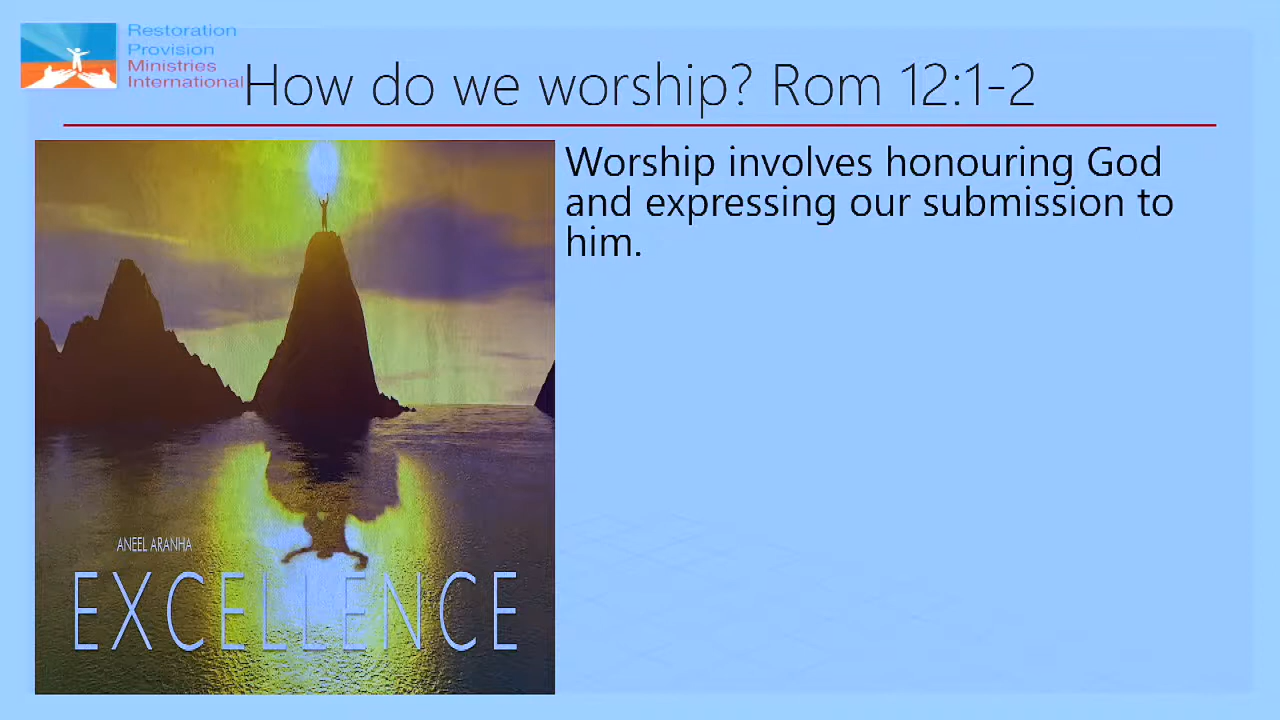 Restoration
Provision
Ministries
International
How do we worship? Rom 12:1-2
Worship involves honouring God
and expressing our submission to
him.
ANEEL ARANHA
EXCELLENCE